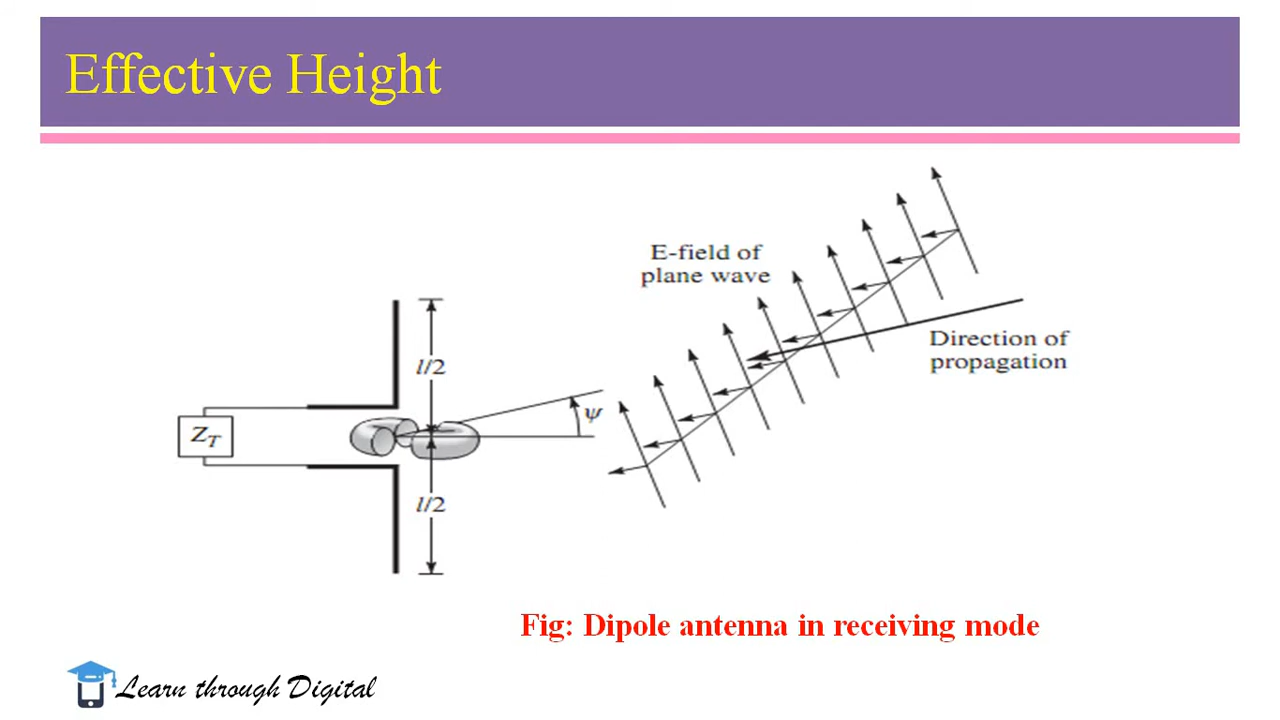 Effective Height
E-field of
plane wave
Direction of
propagation
l/2
ψ
Z_T
l/2
Fig: Dipole antenna in receiving mode
Learn through Digital